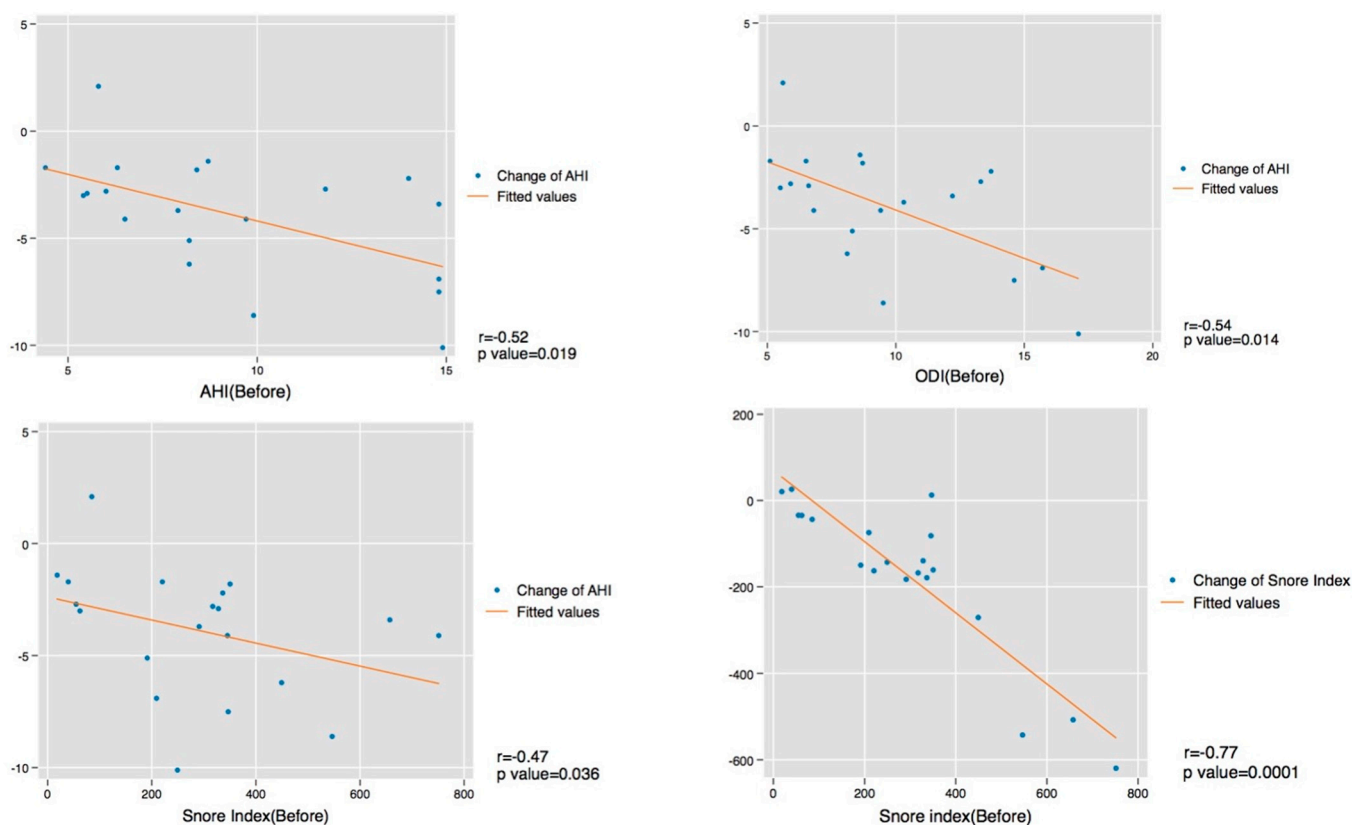 5
0
-5
-10
5
10
15
AHI(Before)
Change of AHI
Fitted values
r=-0.52
p value=0.019
5
0
-5
-10
5
10
15
20
ODI(Before)
Change of AHI
Fitted values
r=-0.54
p value=0.014
5
0
-5
-10
0
200
400
600
800
Snore Index(Before)
Change of AHI
Fitted values
r=-0.47
p value=0.036
200
0
-200
-400
-600
0
200
400
600
800
Snore index(Before)
Change of Snore Index
Fitted values
r=-0.77
p value=0.0001